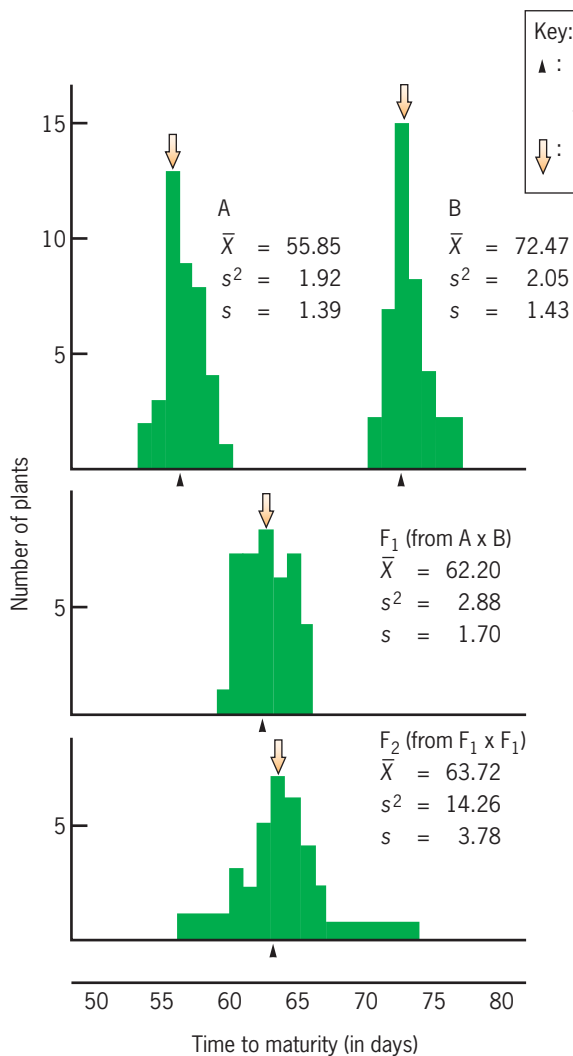 Key:
▲ :
⇩ :
15
10
5
A
X̅ = 55.85
s² = 1.92
s = 1.39
B
X̅ = 72.47
s² = 2.05
s = 1.43
Number of plants
5
F₁ (from A x B)
X̅ = 62.20
s² = 2.88
s = 1.70
5
F₂ (from F₁ x F₁)
X̅ = 63.72
s² = 14.26
s = 3.78
50 55 60 65 70 75 80
Time to maturity (in days)